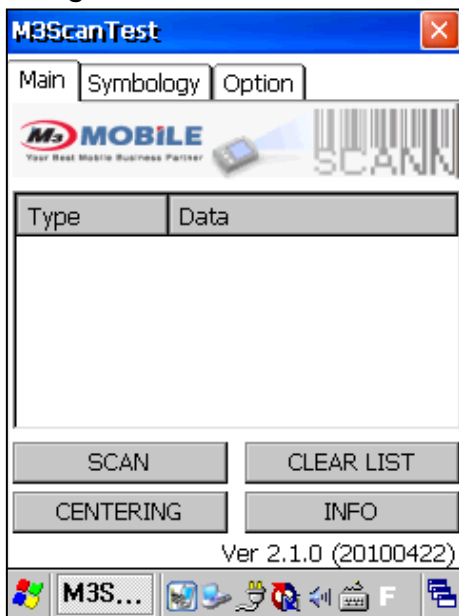 M3ScanTest
Main Symbology Option
M3 MOBiLE
Your Best Mobile Business Partner
SCANN
Type Data
SCAN CLEAR LIST
CENTERING INFO
Ver 2.1.0 (20100422)
M3S... F